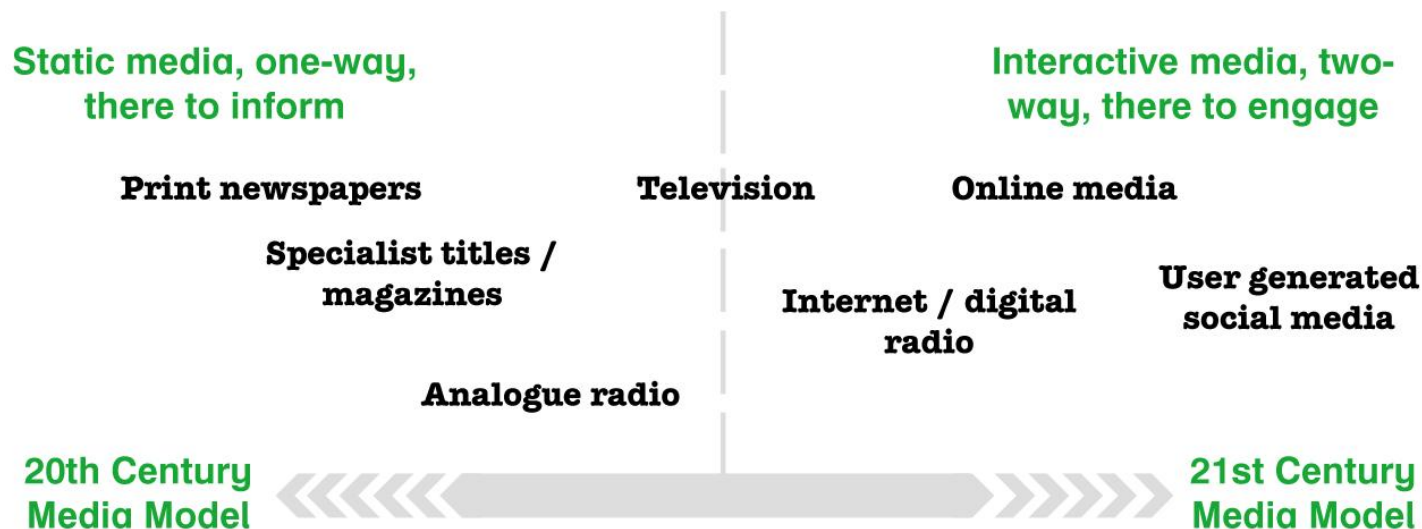 Static media, one-way,
there to inform
Interactive media, two-
way, there to engage
Print newspapers
Television
Online media
Specialist titles /
magazines
Internet / digital
radio
User generated
social media
Analogue radio
20th Century
Media Model
21st Century
Media Model